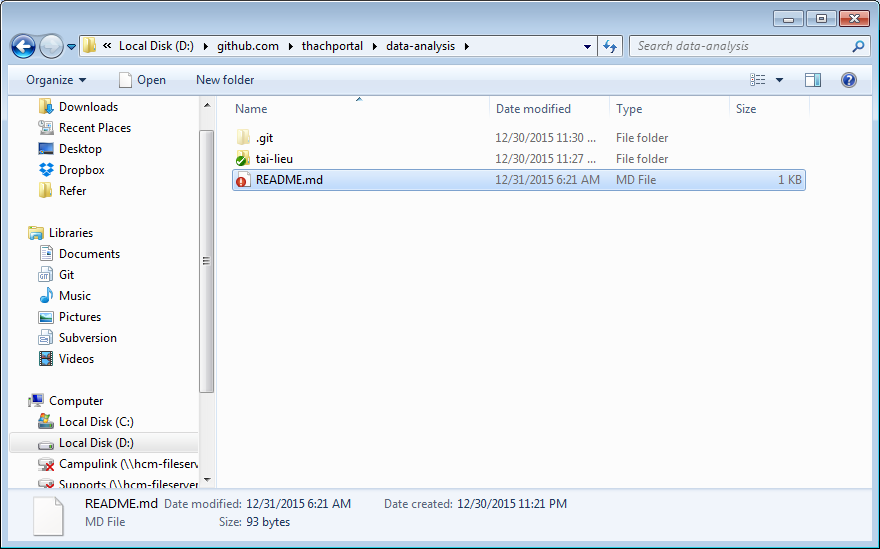 « Local Disk (D:) github.com thachportal data-analysis Search data-analysis
Organize Open New folder
Name Date modified Type Size
.git 12/30/2015 11:30 ... File folder
tai-lieu 12/30/2015 11:27 ... File folder
README.md 12/31/2015 6:21 AM MD File 1 KB
Downloads
Recent Places
Desktop
Dropbox
Refer
Libraries
Documents
Git
Music
Pictures
Subversion
Videos
Computer
Local Disk (C:)
Local Disk (D:)
Campulink (\\hcm-fileserv
Supports (\\hcm-fileserver
README.md Date modified: 12/31/2015 6:21 AM Date created: 12/30/2015 11:21 PM
MD File Size: 93 bytes